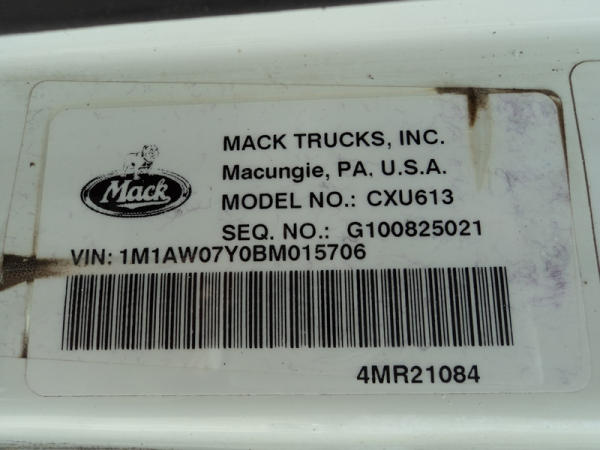 MACK TRUCKS, INC.
Macungie, PA, U.S.A.
Mack
MODEL NO.: CXU613
SEQ. NO.: G100825021
VIN: 1M1AW07Y0BM015706
4MR21084